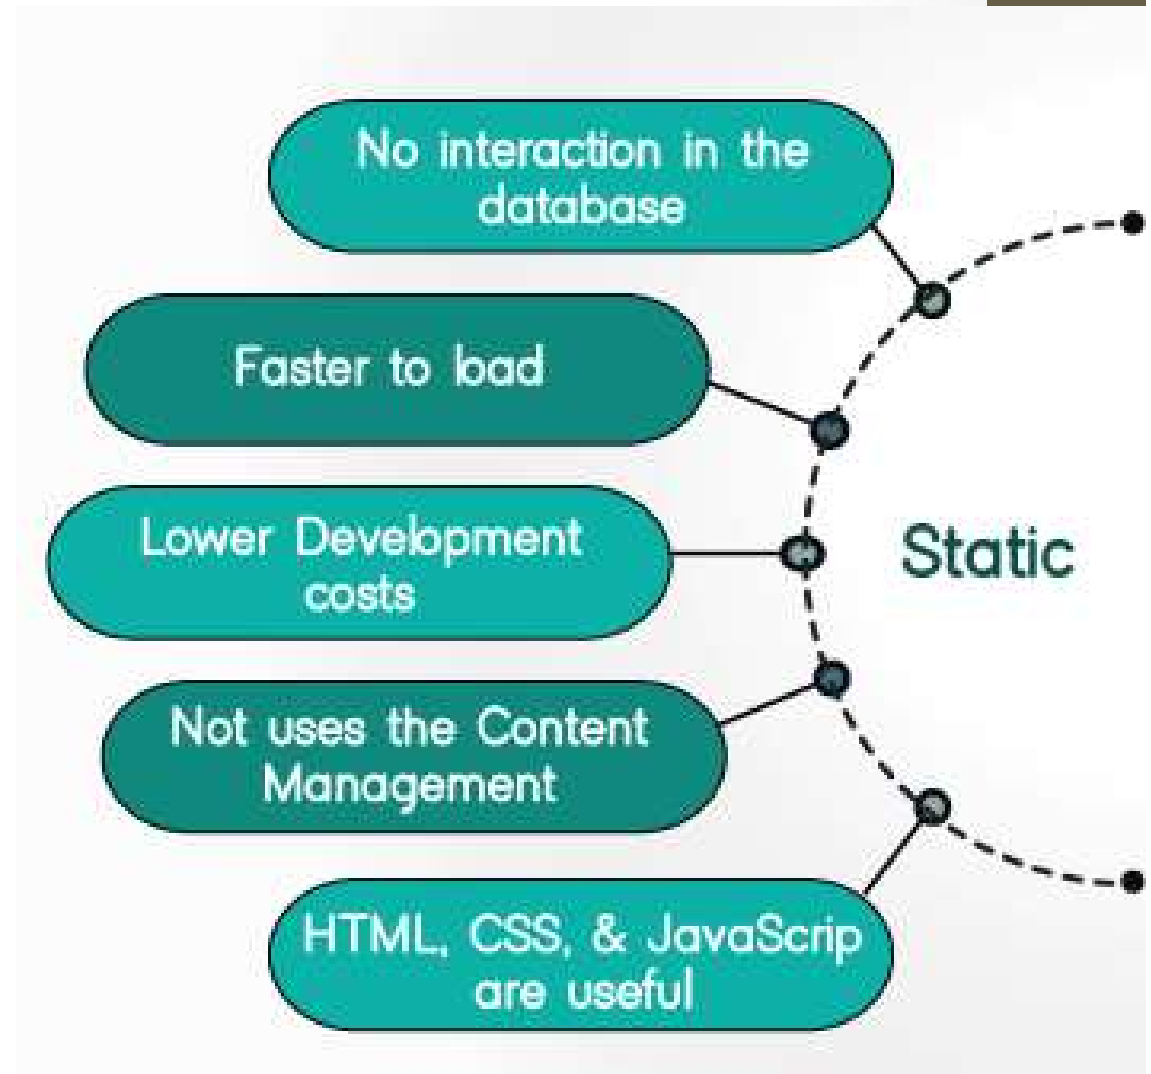 No interaction in the
database
Faster to load
Lower Development
costs
Static
Not uses the Content
Management
HTML, CSS, & JavaScrip
are useful